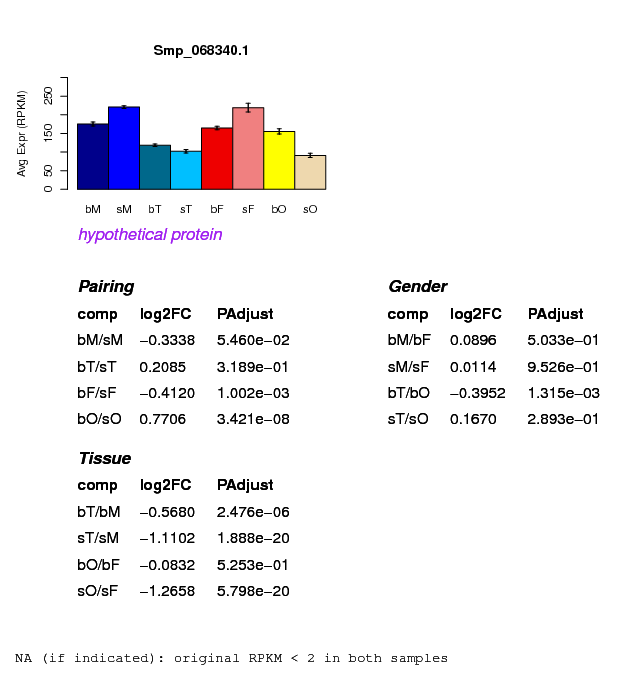 Smp_068340.1
Avg Expr (RPKM)
250
150
50
0
bM sM bT sT bF sF bO sO
hypothetical protein
Pairing
comp log2FC PAdjust
bM/sM −0.3338 5.460e−02
bT/sT 0.2085 3.189e−01
bF/sF −0.4120 1.002e−03
bO/sO 0.7706 3.421e−08
Gender
comp log2FC PAdjust
bM/bF 0.0896 5.033e−01
sM/sF 0.0114 9.526e−01
bT/bO −0.3952 1.315e−03
sT/sO 0.1670 2.893e−01
Tissue
comp log2FC PAdjust
bT/bM −0.5680 2.476e−06
sT/sM −1.1102 1.888e−20
bO/bF −0.0832 5.253e−01
sO/sF −1.2658 5.798e−20
NA (if indicated): original RPKM < 2 in both samples